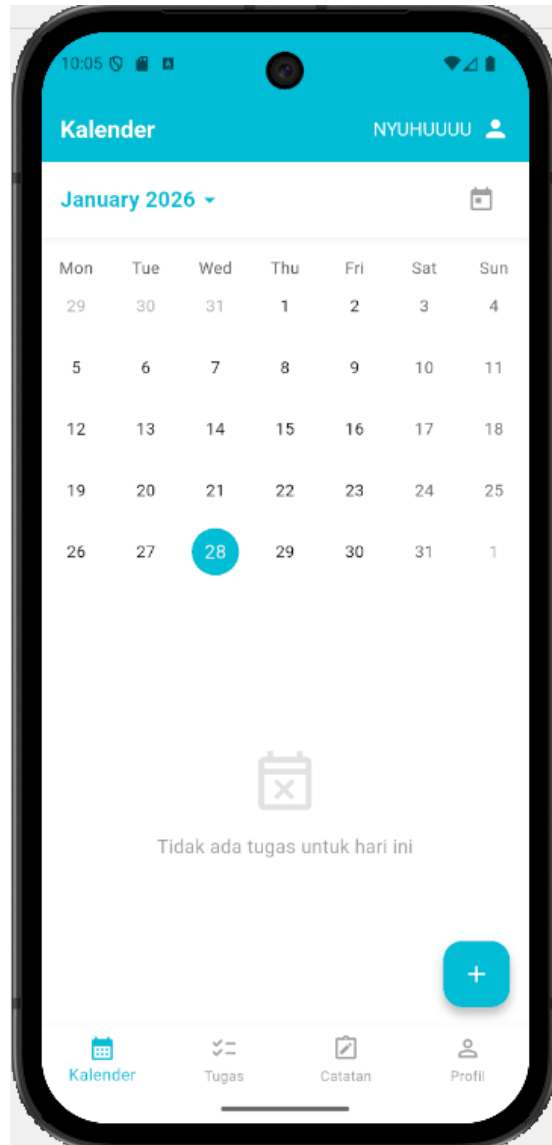 10:05
Kalender NYUHUUUU
January 2026
Mon Tue Wed Thu Fri Sat Sun
29 30 31 1 2 3 4
5 6 7 8 9 10 11
12 13 14 15 16 17 18
19 20 21 22 23 24 25
26 27 28 29 30 31 1
Tidak ada tugas untuk hari ini
+
Kalender Tugas Catatan Profil